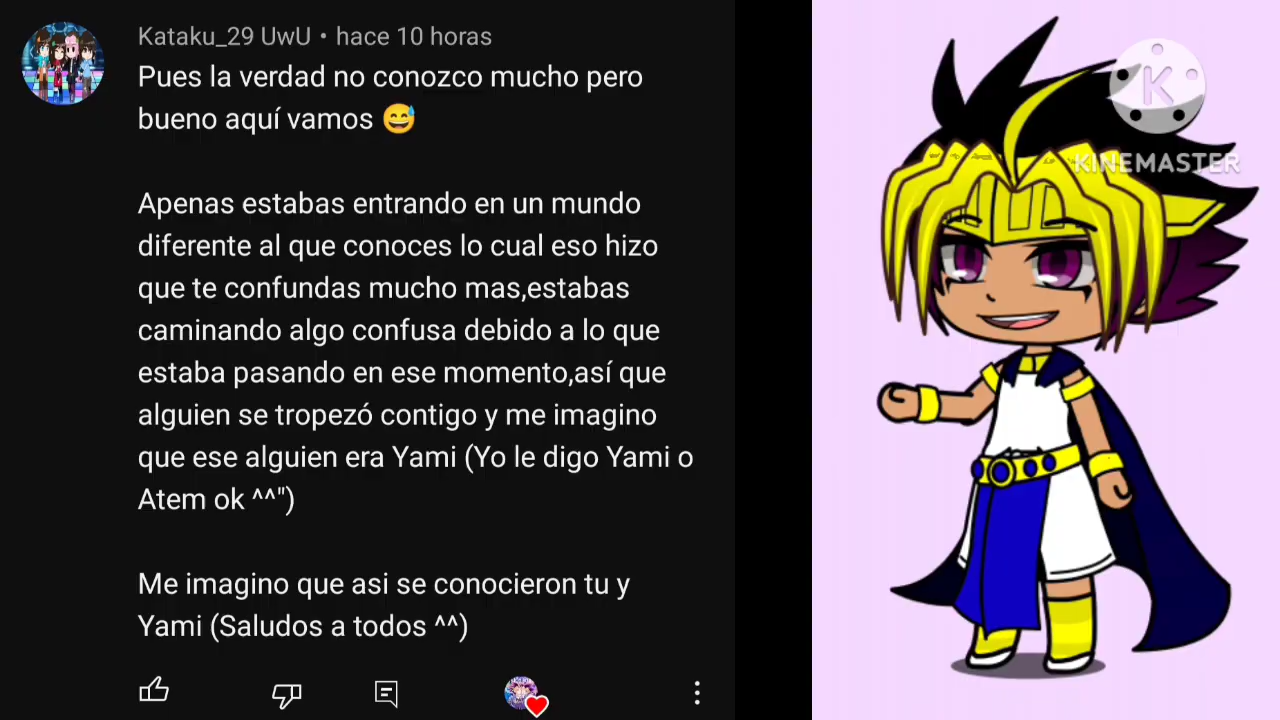 Kataku_29 UwU • hace 10 horas
Pues la verdad no conozco mucho pero
bueno aquí vamos 😅
Apenas estabas entrando en un mundo
diferente al que conoces lo cual eso hizo
que te confundas mucho mas,estabas
caminando algo confusa debido a lo que
estaba pasando en ese momento,así que
alguien se tropezó contigo y me imagino
que ese alguien era Yami (Yo le digo Yami o
Atem ok ^^")
Me imagino que asi se conocieron tu y
Yami (Saludos a todos ^^)
K
KINEMASTER